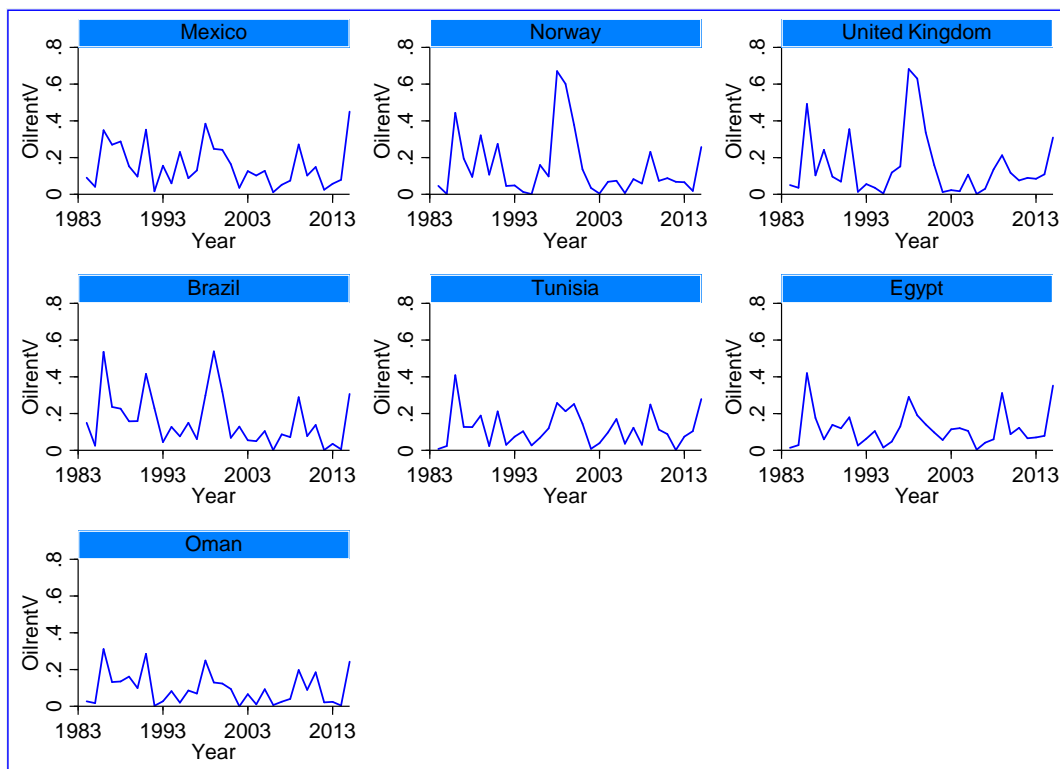 Mexico
.8
.6
.4
.2
0
OilrentV
1983 1993 2003 2013
Year
Norway
.8
.6
.4
.2
0
OilrentV
1983 1993 2003 2013
Year
United Kingdom
.8
.6
.4
.2
0
OilrentV
1983 1993 2003 2013
Year
Brazil
.8
.6
.4
.2
0
OilrentV
1983 1993 2003 2013
Year
Tunisia
.8
.6
.4
.2
0
OilrentV
1983 1993 2003 2013
Year
Egypt
.8
.6
.4
.2
0
OilrentV
1983 1993 2003 2013
Year
Oman
.8
.6
.4
.2
0
OilrentV
1983 1993 2003 2013
Year